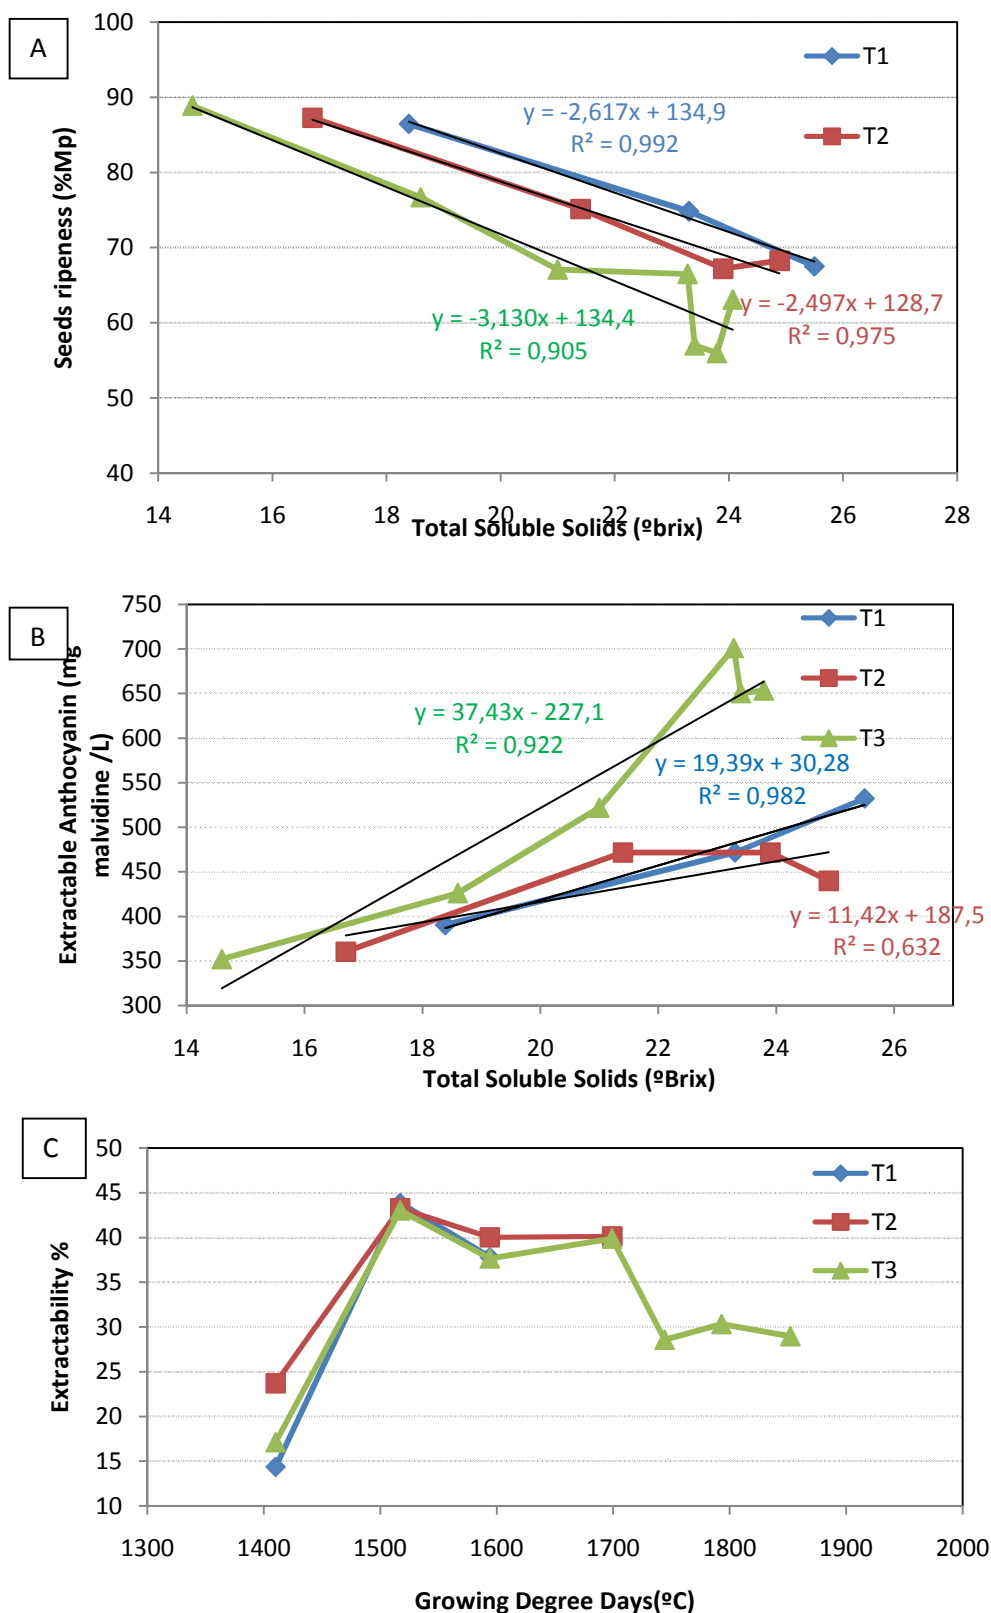 A
100
90
80
70
60
50
40
Seeds ripeness (%Mp)
T1
T2
y = -2,617x + 134,9
R² = 0,992
y = -2,497x + 128,7
R² = 0,975
y = -3,130x + 134,4
R² = 0,905
14 16 18 20 22 24 26 28
Total Soluble Solids (ºbrix)
B
750
700
650
600
550
500
450
400
350
300
Extractable Anthocyanin (mg
malvidine /L)
T1
T2
T3
y = 37,43x - 227,1
R² = 0,922
y = 19,39x + 30,28
R² = 0,982
y = 11,42x + 187,5
R² = 0,632
14 16 18 20 22 24 26
Total Soluble Solids (ºBrix)
C
50
45
40
35
30
25
20
15
10
Extractability %
T1
T2
T3
1300 1400 1500 1600 1700 1800 1900 2000
Growing Degree Days(ºC)